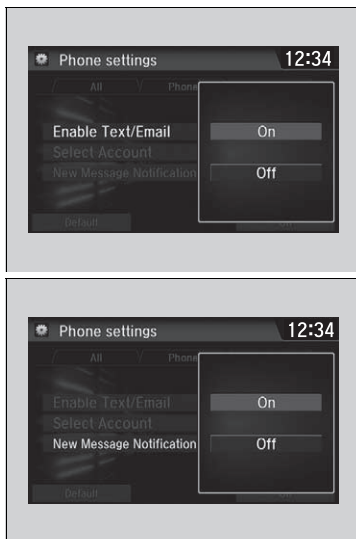 Phone settings 12:34
All Phone
Enable Text/Email On
Select Account
New Message Notification Off
Default
Phone settings 12:34
All Phone
Enable Text/Email On
Select Account
New Message Notification Off
Default